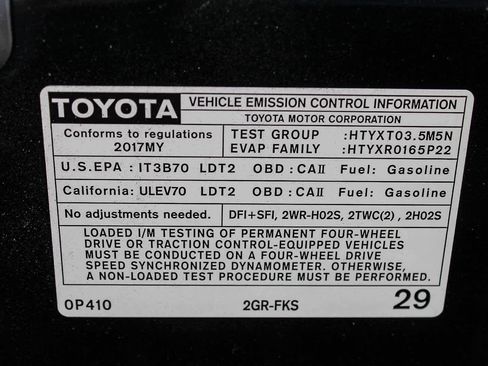 TOYOTA VEHICLE EMISSION CONTROL INFORMATION
TOYOTA MOTOR CORPORATION
Conforms to regulations
2017MY
TEST GROUP :HTYXT03.5M5N
EVAP FAMILY :HTYXR0165P22
U.S.EPA : IT3B70 LDT2 OBD : CAII Fuel: Gasoline
California: ULEV70 LDT2 OBD : CAII Fuel: Gasoline
No adjustments needed. DFI+SFI, 2WR-HO2S, 2TWC(2) , 2HO2S
LOADED I/M TESTING OF PERMANENT FOUR-WHEEL
DRIVE OR TRACTION CONTROL-EQUIPPED VEHICLES
MUST BE CONDUCTED ON A FOUR-WHEEL DRIVE
SPEED SYNCHRONIZED DYNAMOMETER. OTHERWISE,
A NON-LOADED TEST PROCEDURE MUST BE PERFORMED.
0P410 2GR-FKS 29